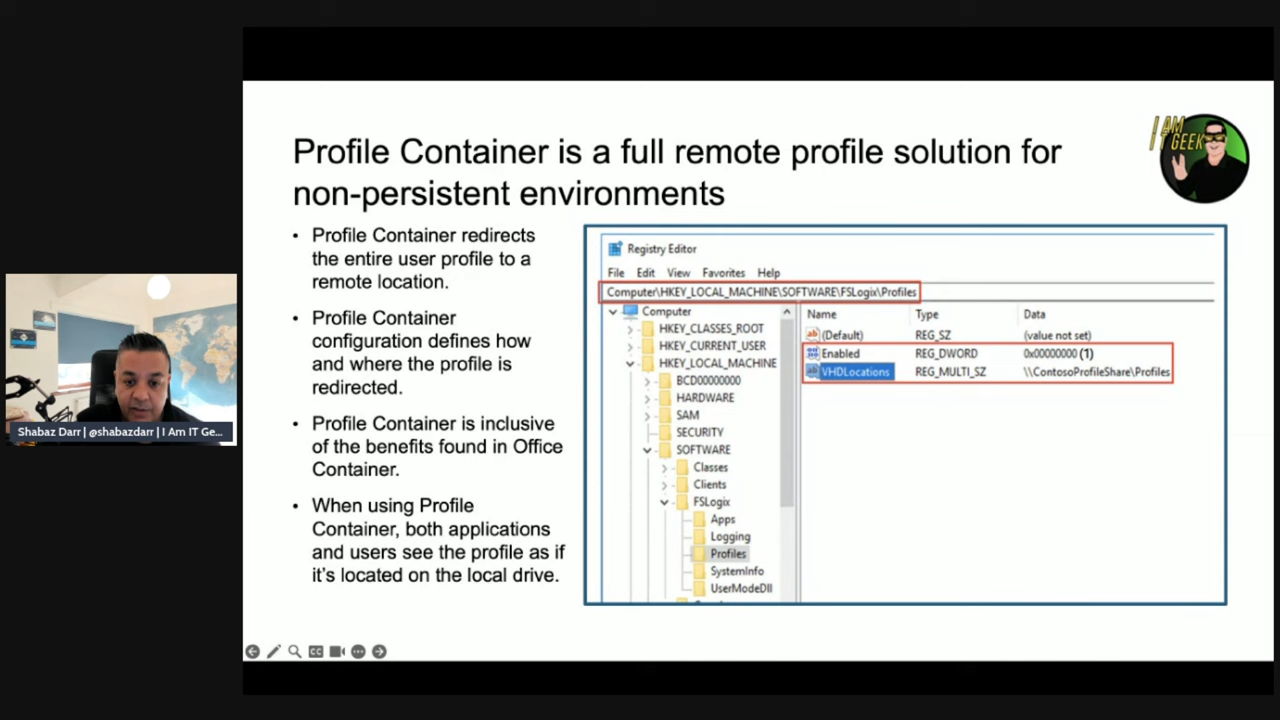 Profile Container is a full remote profile solution for
non-persistent environments
I AM
IT GEEK
• Profile Container redirects
the entire user profile to a
remote location.
• Profile Container
configuration defines how
and where the profile is
redirected.
• Profile Container is inclusive
of the benefits found in Office
Container.
• When using Profile
Container, both applications
and users see the profile as if
it's located on the local drive.
Registry Editor
File Edit View Favorites Help
Computer\HKEY_LOCAL_MACHINE\SOFTWARE\FSLogix\Profiles
Computer
HKEY_CLASSES_ROOT
HKEY_CURRENT_USER
HKEY_LOCAL_MACHINE
BCD00000000
HARDWARE
SAM
SECURITY
SOFTWARE
Classes
Clients
FSLogix
Apps
Logging
Profiles
SystemInfo
UserModeDll
Name Type Data
ab (Default) REG_SZ (value not set)
Enabled REG_DWORD 0x00000000 (1)
ab VHDLocations REG_MULTI_SZ \\ContosoProfileShare\Profiles
Shabaz Darr | @shabazdarr | I Am IT Ge...
CC